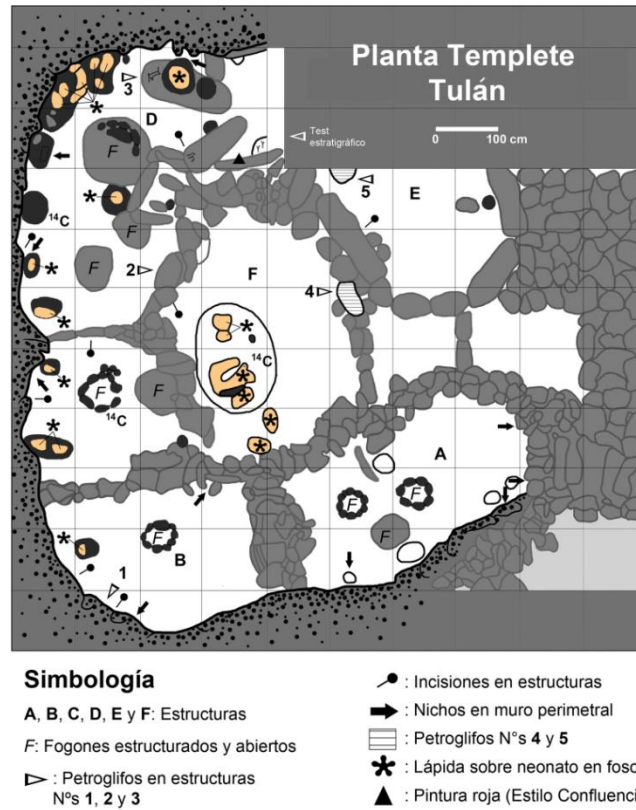 Planta Templete
Tulán
Test
estratigráfico
0 100 cm
3
D
F
14C
F
F
2
F
5
E
4
14C
F
14C
F
A
F
F
F
F
B
1
Simbología
A, B, C, D, E y F: Estructuras
F: Fogones estructurados y abiertos
: Petroglifos en estructuras
Nºs 1, 2 y 3
: Incisiones en estructuras
: Nichos en muro perimetral
: Petroglifos N°s 4 y 5
: Lápida sobre neonato en foso
: Pintura roja (Estilo Confluenci